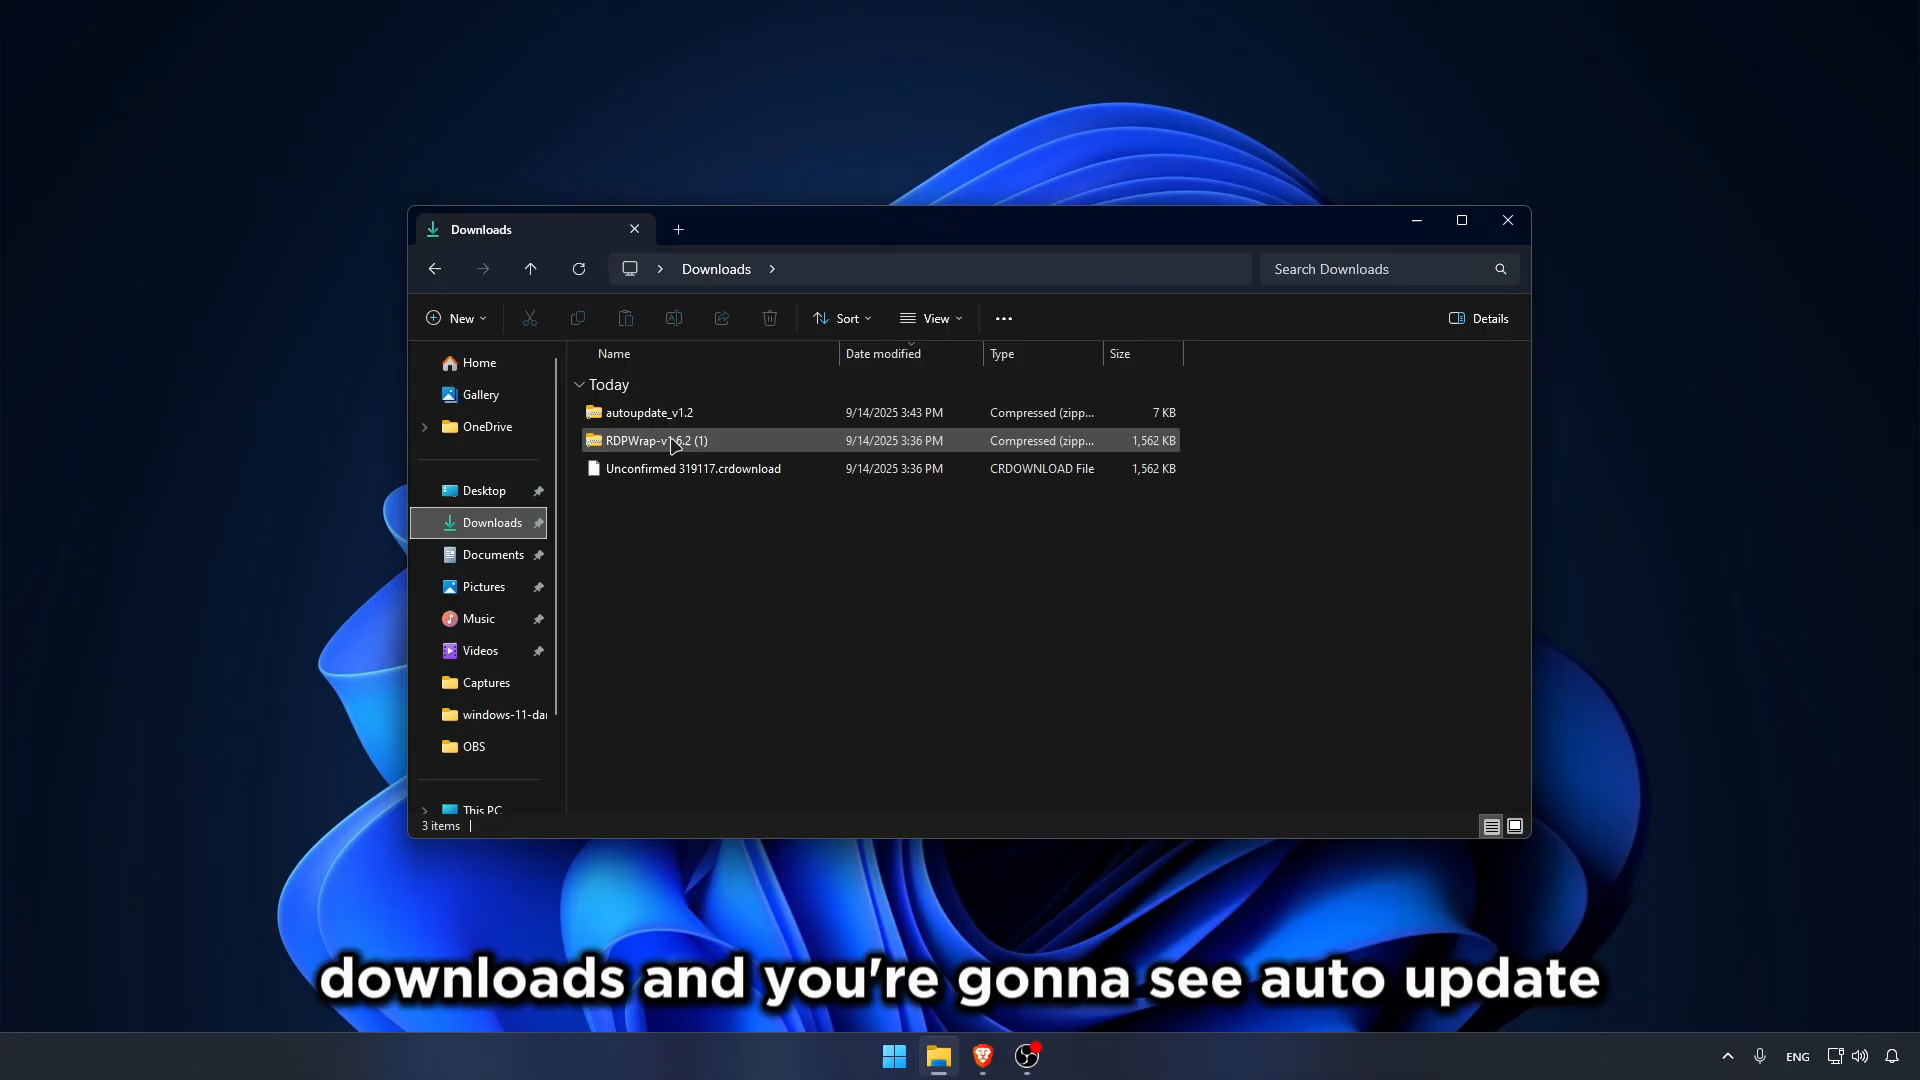 Downloads
Downloads
Search Downloads
New
Sort
View
Details
Name Date modified Type Size
Today
autoupdate_v1.2 9/14/2025 3:43 PM Compressed (zipp... 7 KB
RDPWrap-v1.6.2 (1) 9/14/2025 3:36 PM Compressed (zipp... 1,562 KB
Unconfirmed 319117.crdownload 9/14/2025 3:36 PM CRDOWNLOAD File 1,562 KB
Home
Gallery
OneDrive
Desktop
Downloads
Documents
Pictures
Music
Videos
Captures
windows-11-dar
OBS
This PC
3 items
downloads and you're gonna see auto update
ENG